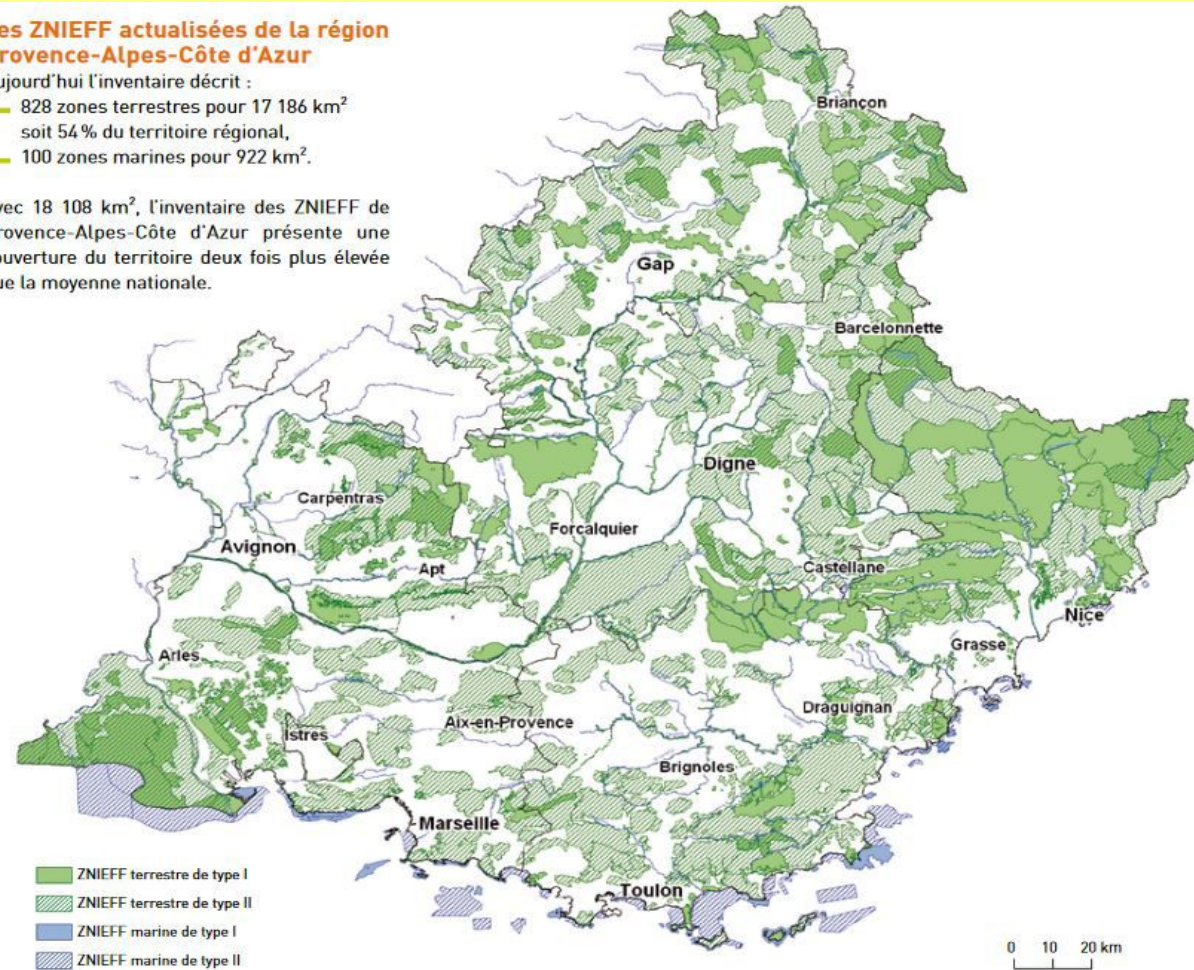 es ZNIEFF actualisées de la région
rovence-Alpes-Côte d'Azur
ujourd'hui l'inventaire décrit :
828 zones terrestres pour 17 186 km²
soit 54 % du territoire régional,
100 zones marines pour 922 km².
vec 18 108 km², l'inventaire des ZNIEFF de
rovence-Alpes-Côte d'Azur présente une
ouverture du territoire deux fois plus élevée
ue la moyenne nationale.
Briançon
Gap
Barcelonnette
Digne
Carpentras
Forcalquier
Avignon
Apt
Castellane
Nice
Grasse
Arles
Draguignan
Aix-en-Provence
Istres
Brignoles
Marseille
Toulon
ZNIEFF terrestre de type I
ZNIEFF terrestre de type II
ZNIEFF marine de type I
ZNIEFF marine de type II
0 10 20 km